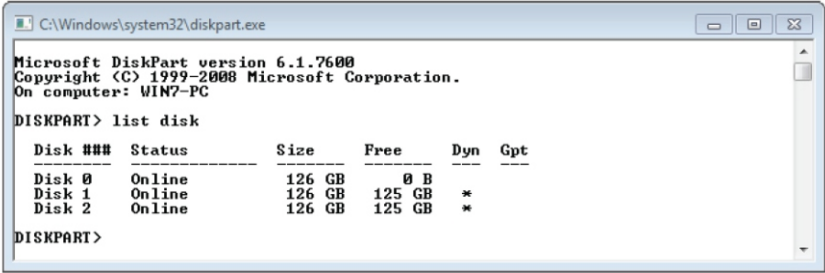 C:\Windows\system32\diskpart.exe
Microsoft DiskPart version 6.1.7600
Copyright (C) 1999-2008 Microsoft Corporation.
On computer: WIN7-PC
DISKPART> list disk
Disk ### Status Size Free Dyn Gpt
-------- ------------- ------- ------- --- ---
Disk 0 Online 126 GB 0 B
Disk 1 Online 126 GB 125 GB *
Disk 2 Online 126 GB 125 GB *
DISKPART>